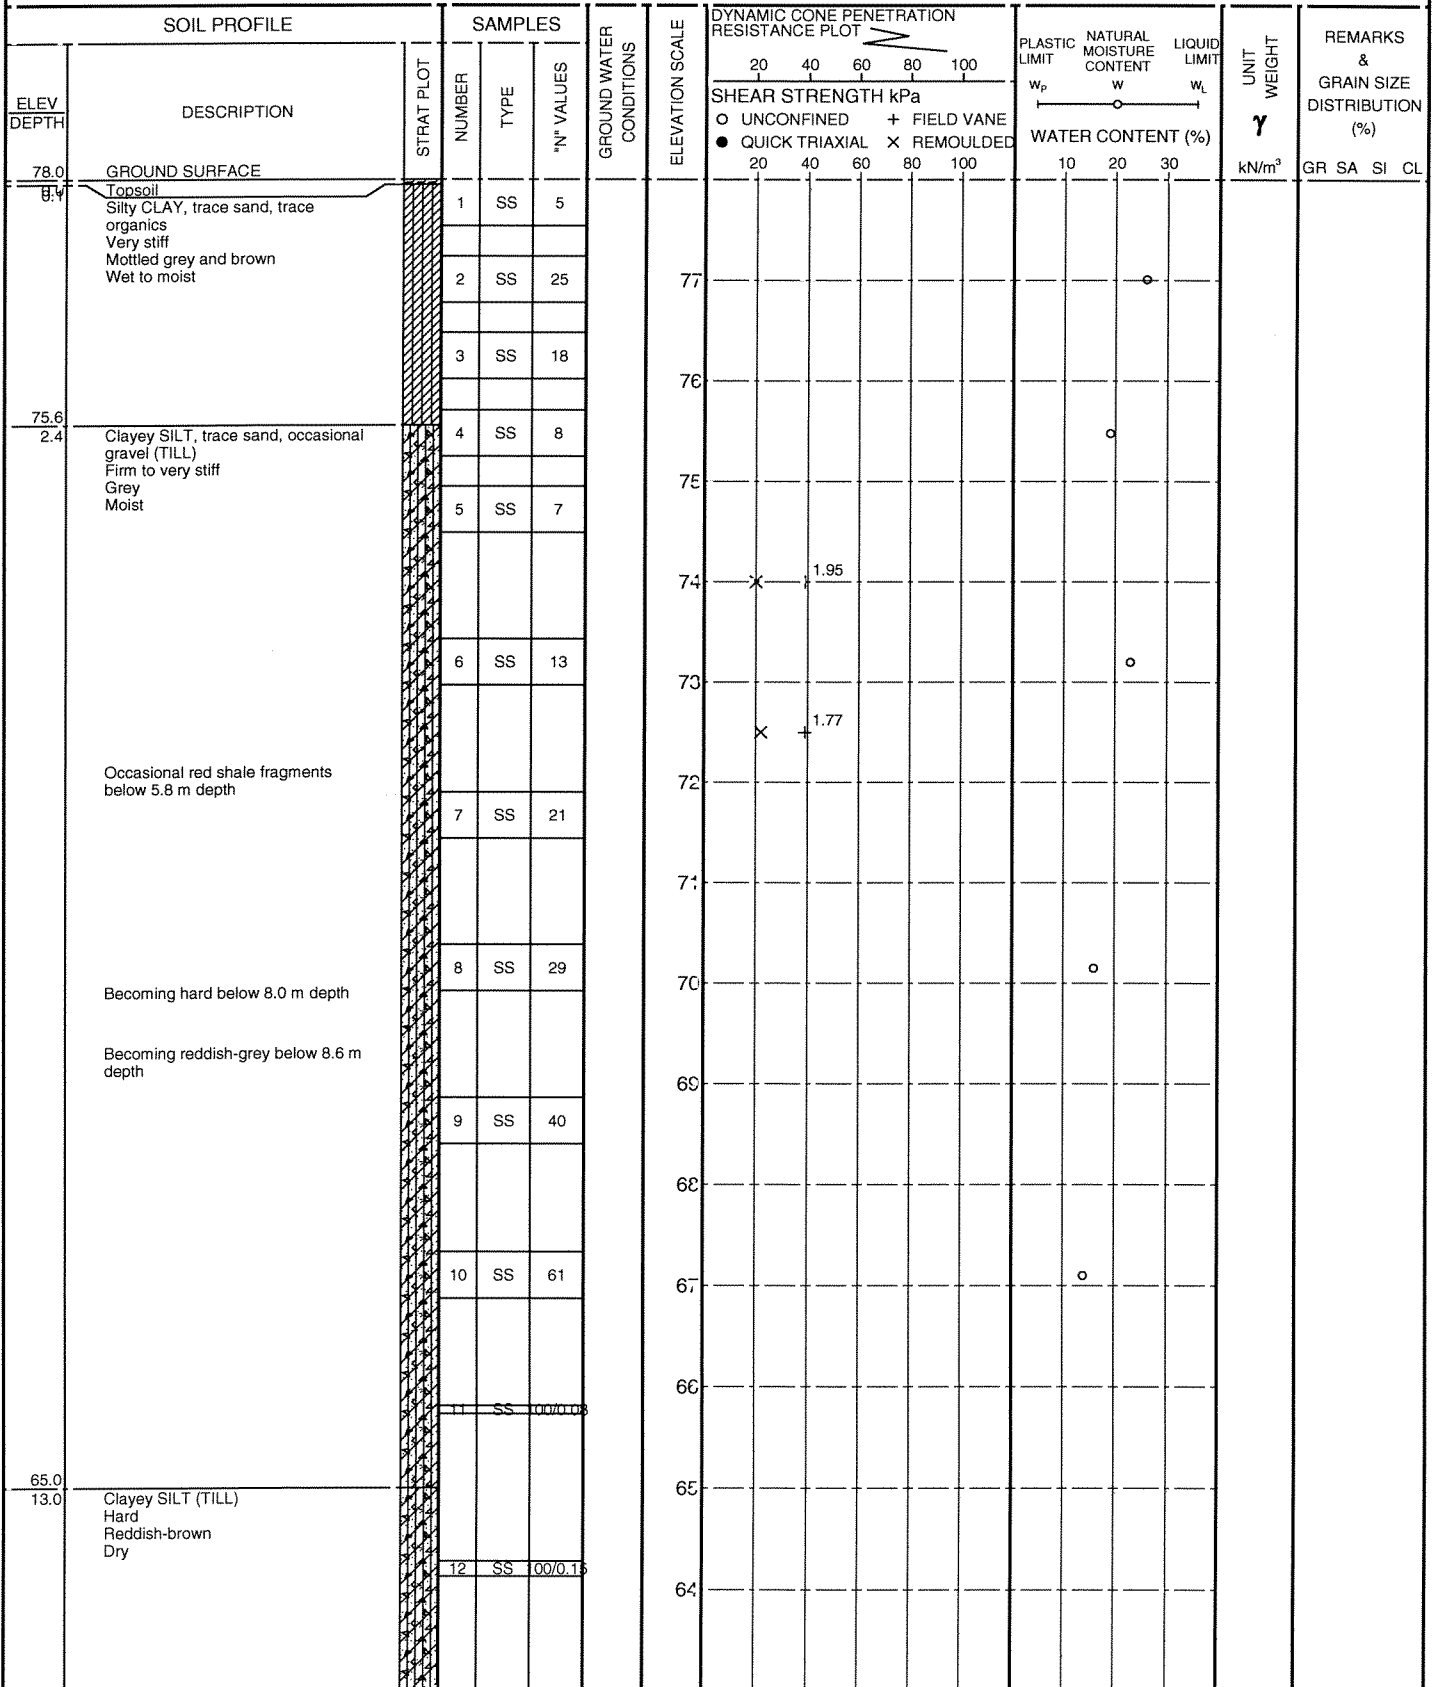 SOIL PROFILE
SAMPLES
GROUND WATER
CONDITIONS
ELEVATION SCALE
DYNAMIC CONE PENETRATION
RESISTANCE PLOT
20 40 60 80 100
SHEAR STRENGTH kPa
○ UNCONFINED + FIELD VANE
● QUICK TRIAXIAL × REMOULDED
20 40 60 80 100
PLASTIC
LIMIT
NATURAL
MOISTURE
CONTENT
LIQUID
LIMIT
WP W WL
WATER CONTENT (%)
10 20 30
UNIT
WEIGHT
γ
kN/m³
REMARKS
&
GRAIN SIZE
DISTRIBUTION
(%)
GR SA SI CL
ELEV
DEPTH
DESCRIPTION
STRAT PLOT
NUMBER
TYPE
"N" VALUES
78.0 GROUND SURFACE
0.1 Topsoil
Silty CLAY, trace sand, trace
organics
Very stiff
Mottled grey and brown
Wet to moist
1 SS 5
2 SS 25
77
3 SS 18
76
75.6
2.4 Clayey SILT, trace sand, occasional
gravel (TILL)
Firm to very stiff
Grey
Moist
4 SS 8
75
5 SS 7
1.95
74
6 SS 13
73
1.77
Occasional red shale fragments
below 5.8 m depth
72
7 SS 21
71
8 SS 29
70
Becoming hard below 8.0 m depth
Becoming reddish-grey below 8.6 m
depth
69
9 SS 40
68
10 SS 61
67
66
11 SS 100/0.08
65.0
13.0 Clayey SILT (TILL)
Hard
Reddish-brown
Dry
65
12 SS 100/0.15
64